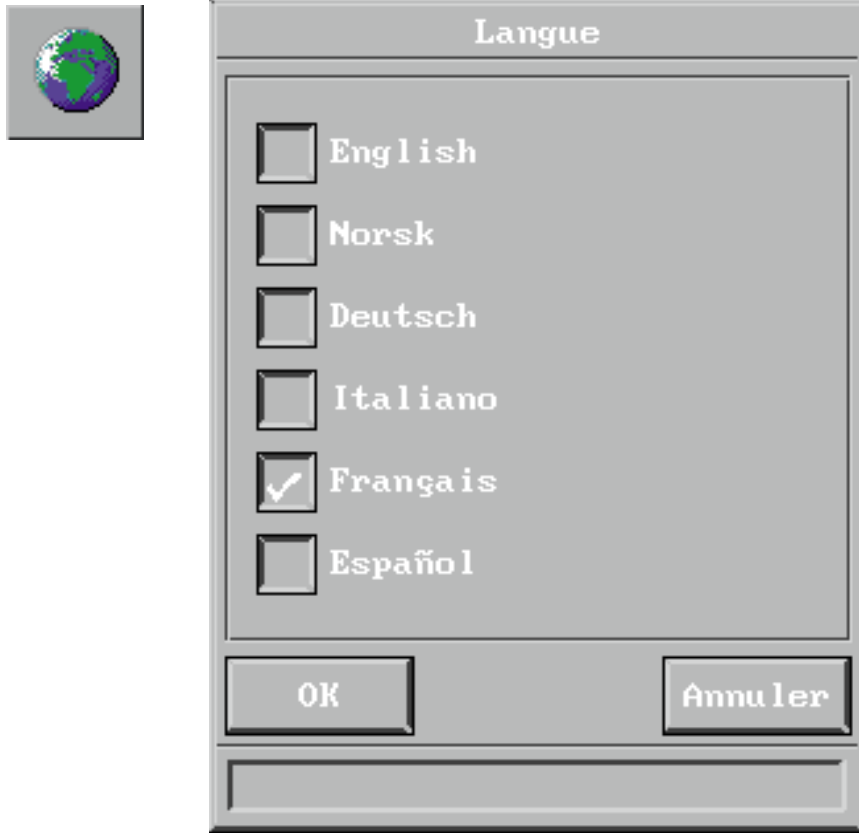 Langue
English
Norsk
Deutsch
Italiano
Français
Español
OK
Annuler